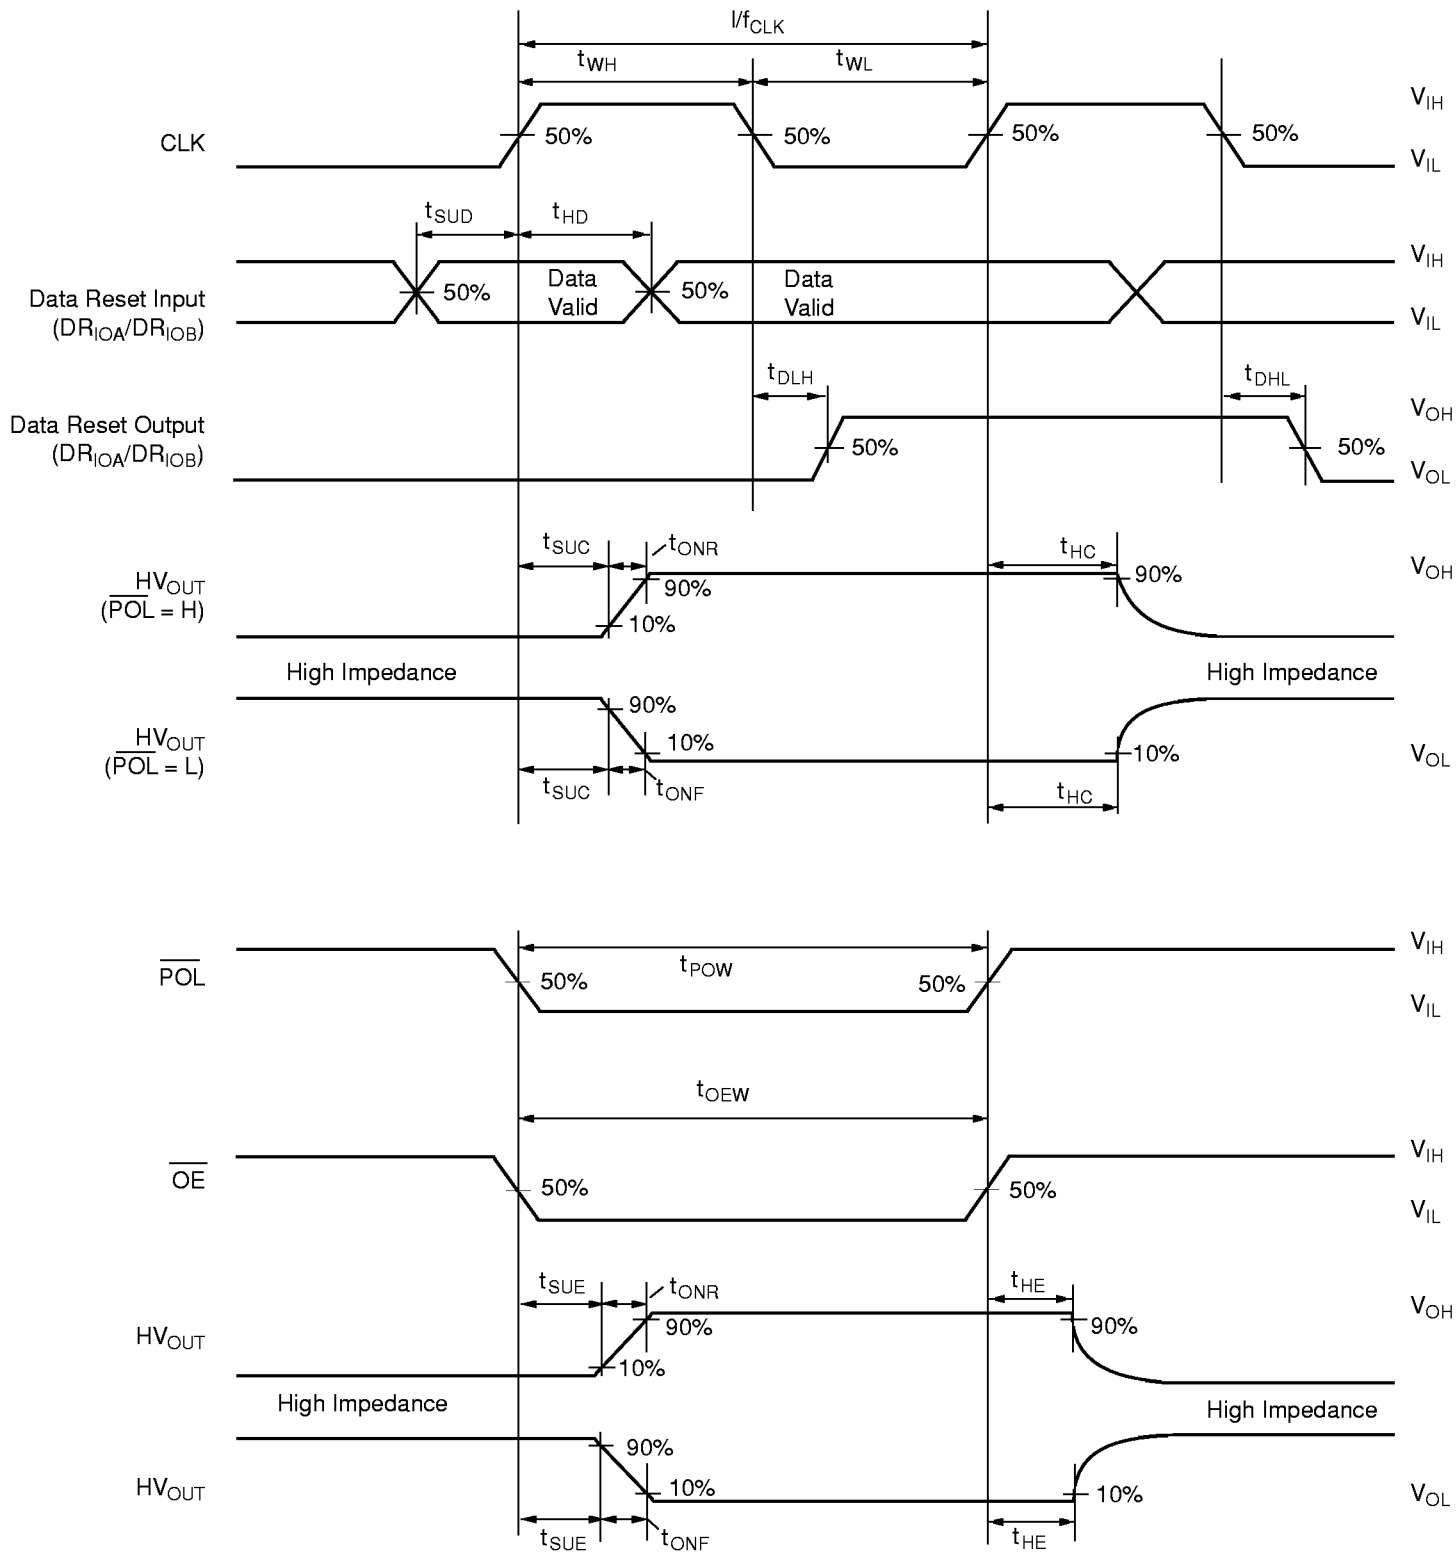 l/fCLK
tWH
tWL
VIH
CLK
50%
50%
50%
50%
VIL
tSUD
tHD
VIH
Data Reset Input
(DRIOA/DRIOB)
50%
Data
Valid
50%
Data
Valid
VIL
tDLH
tDHL
VOH
Data Reset Output
(DRIOA/DRIOB)
50%
50%
VOL
tSUC
tONR
tHC
VOH
HVOUT
(POL = H)
90%
10%
90%
High Impedance
High Impedance
HVOUT
(POL = L)
90%
10%
10%
VOL
tSUC
tONF
tHC
VIH
POL
tPOW
50%
50%
VIL
tOEW
VIH
OE
50%
50%
VIL
tSUE
tONR
tHE
VOH
HVOUT
90%
10%
90%
High Impedance
High Impedance
HVOUT
90%
10%
10%
VOL
tSUE
tONF
tHE